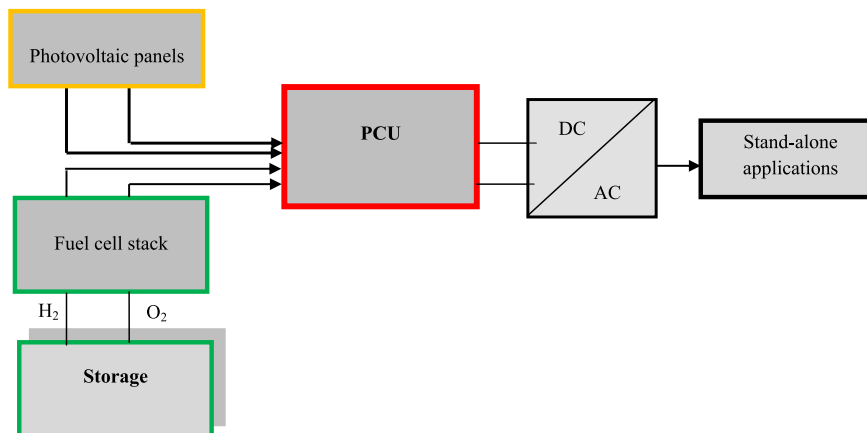 Photovoltaic panels
PCU
DC
AC
Stand-alone
applications
Fuel cell stack
H₂
O₂
Storage